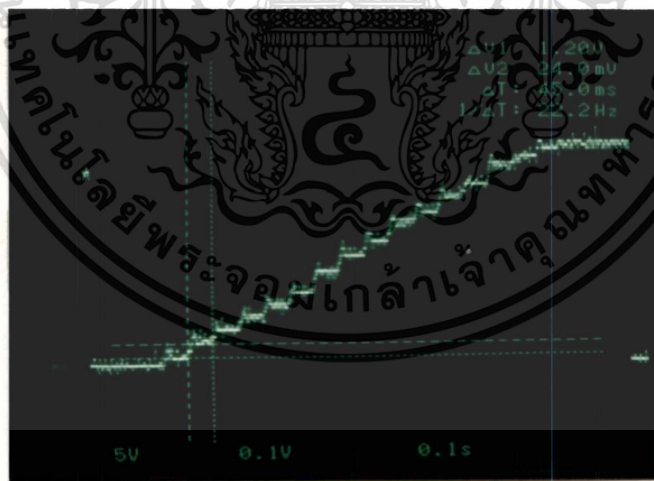 ΔV1 1.20V
ΔV2 24.0mV
ΔT: 45.0ms
1/ΔT: 22.2Hz
เทคโนโลยีพระจอมเกล้าเจ้าคุณทหาร
5V 0.1V 0.1s